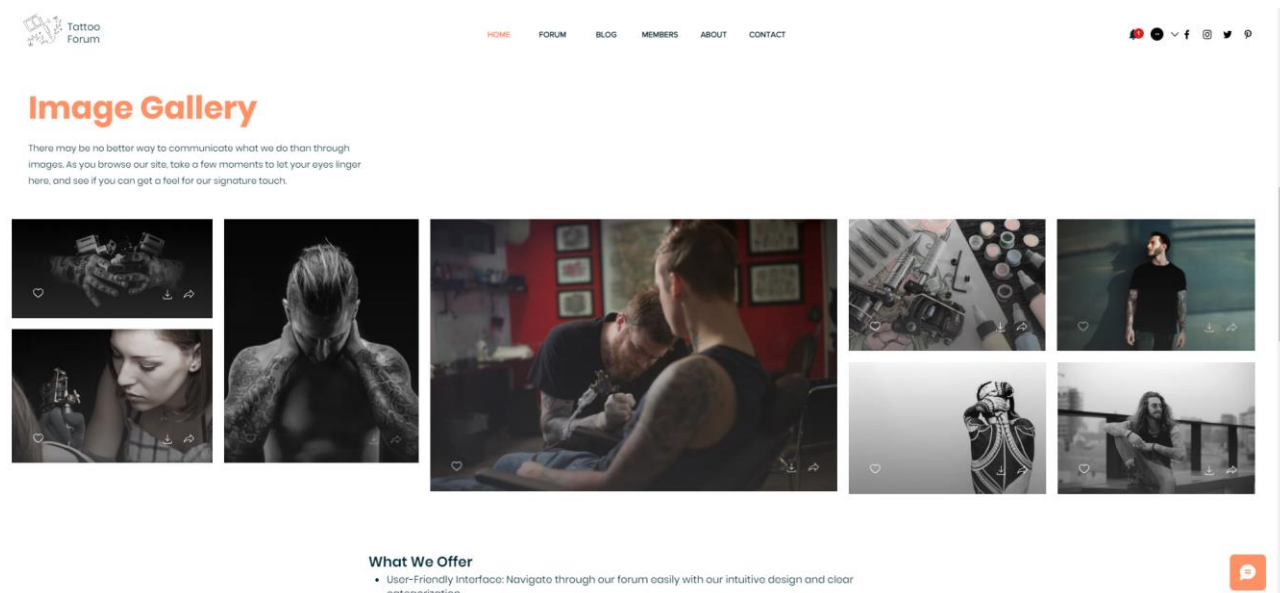 Tattoo
Forum
HOME FORUM BLOG MEMBERS ABOUT CONTACT
1
Image Gallery
There may be no better way to communicate what we do than through
images. As you browse our site, take a few moments to let your eyes linger
here, and see if you can get a feel for our signature touch.
What We Offer
• User-Friendly Interface: Navigate through our forum easily with our intuitive design and clear
categorization